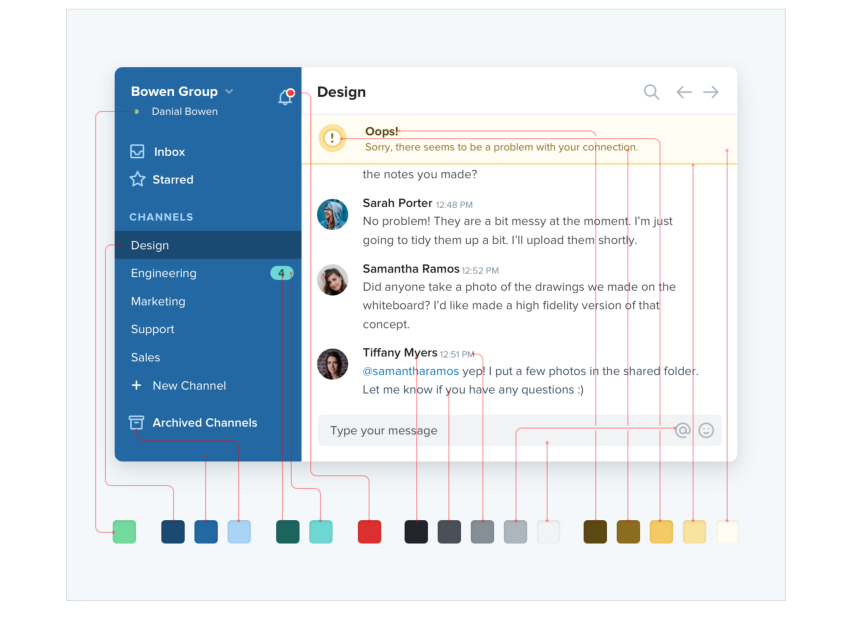 Bowen Group
Danial Bowen
Inbox
Starred
CHANNELS
Design
Engineering 4
Marketing
Support
Sales
+ New Channel
Archived Channels
Design
Oops!
Sorry, there seems to be a problem with your connection.
the notes you made?
Sarah Porter 12:48 PM
No problem! They are a bit messy at the moment. I'm just
going to tidy them up a bit. I'll upload them shortly.
Samantha Ramos 12:52 PM
Did anyone take a photo of the drawings we made on the
whiteboard? I'd like made a high fidelity version of that
concept.
Tiffany Myers 12:51 PM
@samantharamos yep! I put a few photos in the shared folder.
Let me know if you have any questions :)
Type your message